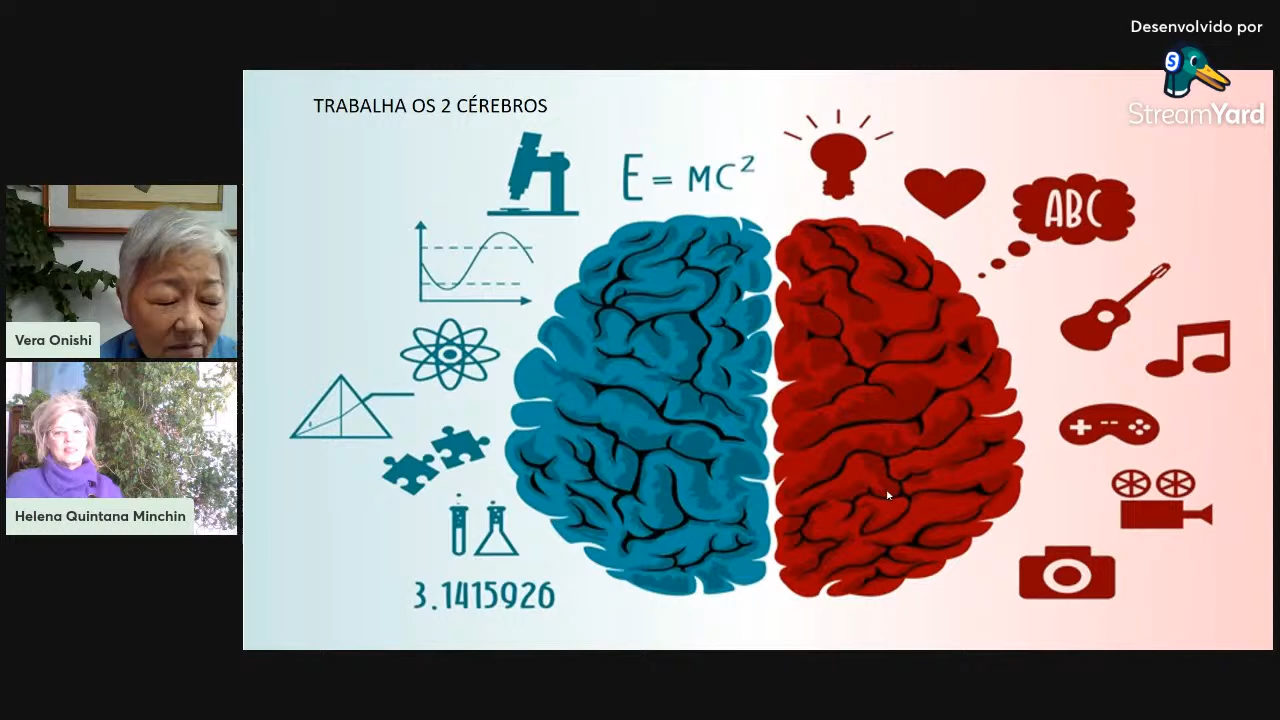 Desenvolvido por
StreamYard
TRABALHA OS 2 CÉREBROS
E = MC²
ABC
3.1415926
Vera Onishi
Helena Quintana Minchin